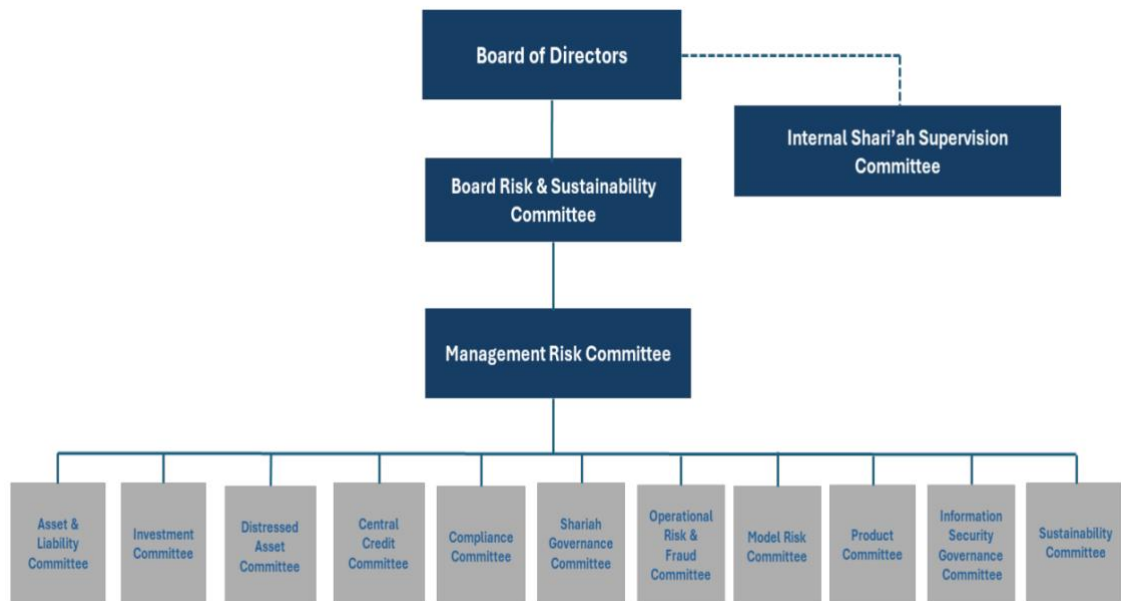 Board of Directors
Internal Shari'ah Supervision
Committee
Board Risk & Sustainability
Committee
Management Risk Committee
Asset &
Liability
Committee
Investment
Committee
Distressed
Asset
Committee
Central
Credit
Committee
Compliance
Committee
Shariah
Governance
Committee
Operational
Risk &
Fraud
Committee
Model Risk
Committee
Product
Committee
Information
Security
Governance
Committee
Sustainability
Committee